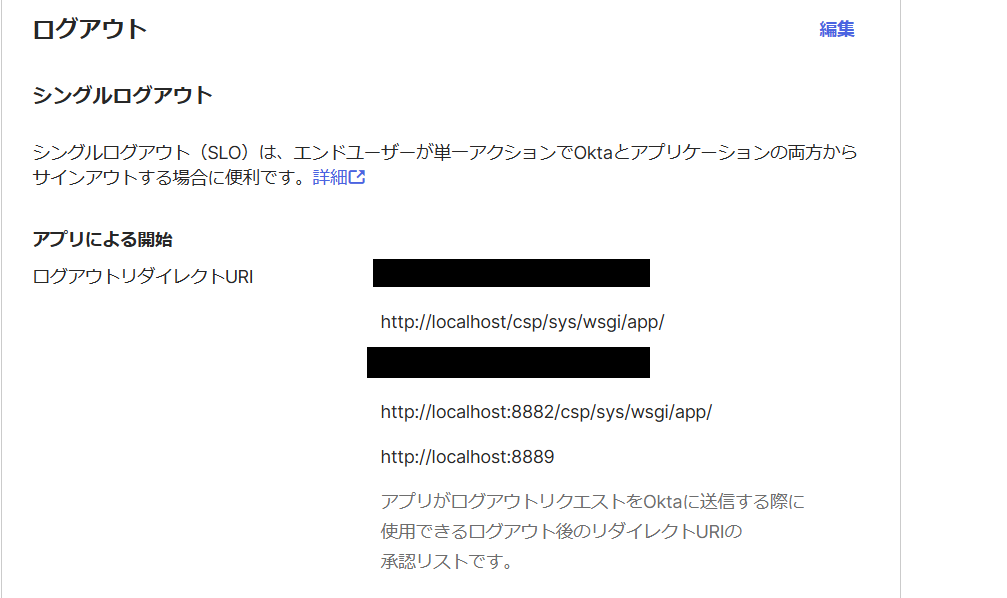 ログアウト
編集
シングルログアウト
シングルログアウト（SLO）は、エンドユーザーが単一アクションでOktaとアプリケーションの両方から
サインアウトする場合に便利です。詳細
アプリによる開始
ログアウトリダイレクトURI
http://localhost/csp/sys/wsgi/app/
http://localhost:8882/csp/sys/wsgi/app/
http://localhost:8889
アプリがログアウトリクエストをOktaに送信する際に
使用できるログアウト後のリダイレクトURIの
承認リストです。